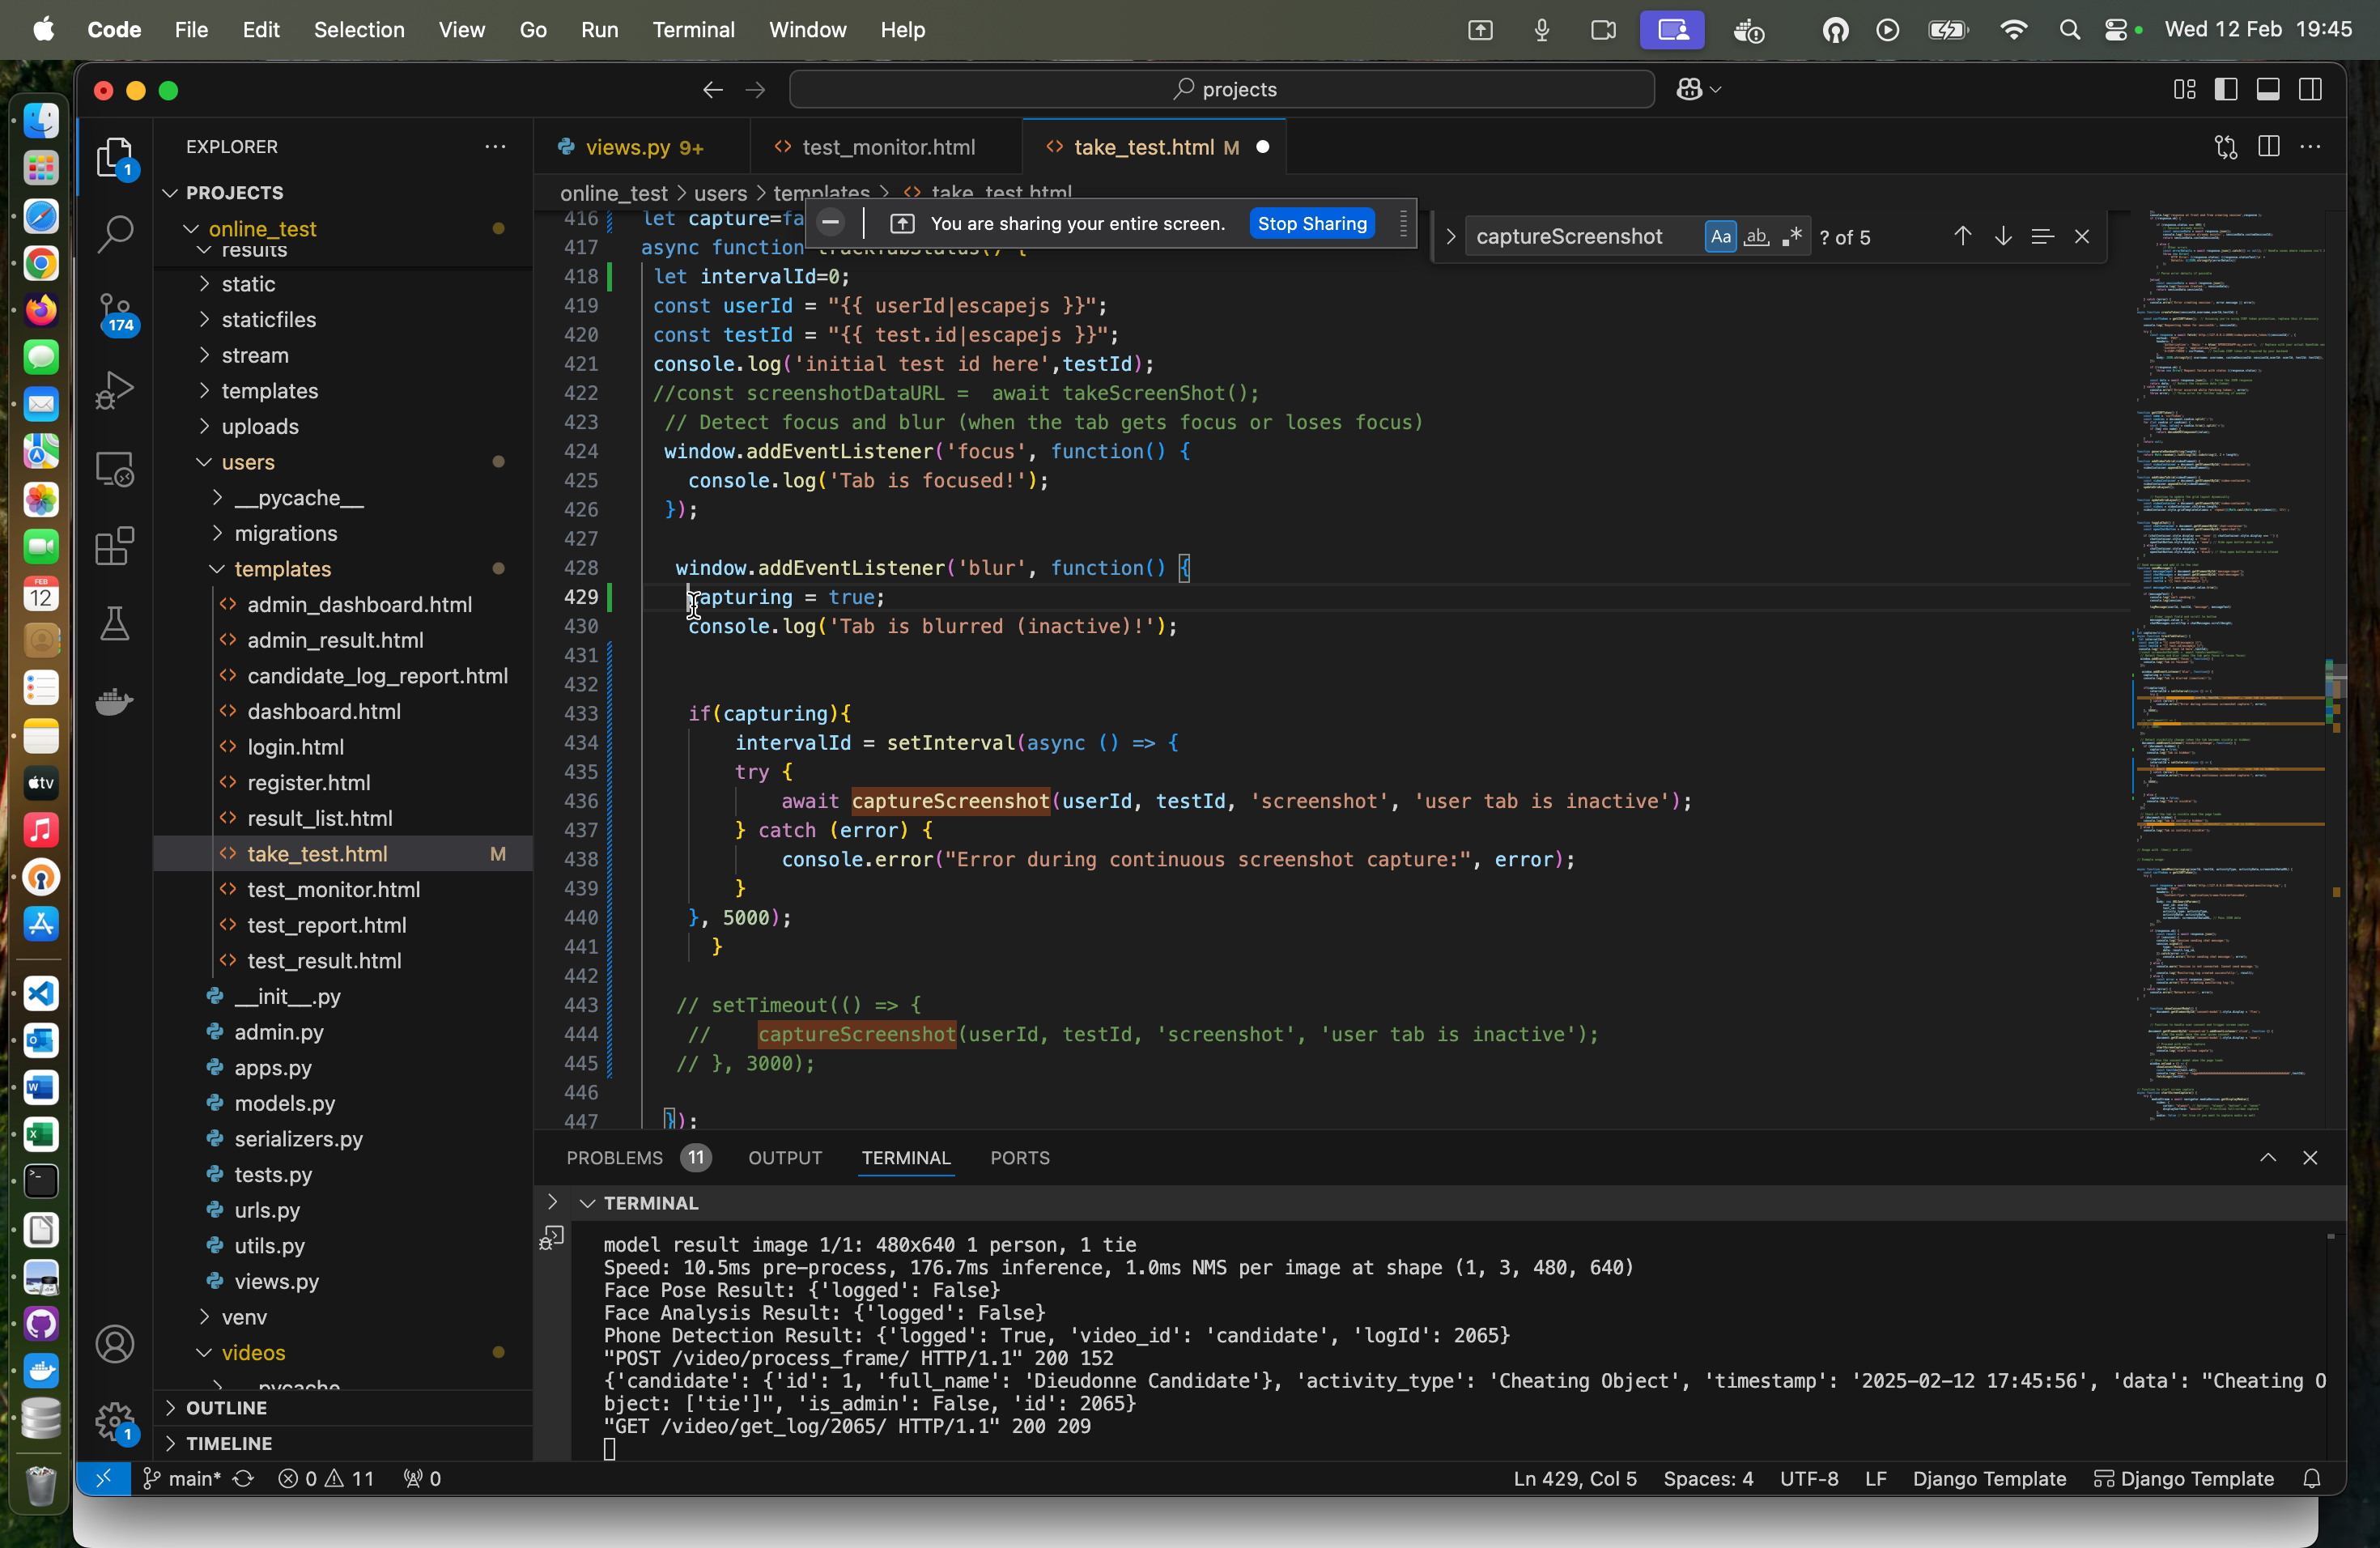 Code File Edit Selection View Go Run Terminal Window Help Wed 12 Feb 19:45
projects
EXPLORER
PROJECTS
online_test
results
static
staticfiles
stream
templates
uploads
users
__pycache__
migrations
templates
admin_dashboard.html
admin_result.html
candidate_log_report.html
dashboard.html
login.html
register.html
result_list.html
take_test.html M
test_monitor.html
test_report.html
test_result.html
__init__.py
admin.py
apps.py
models.py
serializers.py
tests.py
urls.py
utils.py
views.py
venv
videos
OUTLINE
TIMELINE
1
174
1
FEB
12
tv
views.py 9+ test_monitor.html take_test.html M
online_test > users > templates > take_test.html
You are sharing your entire screen. Stop Sharing
captureScreenshot Aa ab ? of 5
416 let capture=fa
417 async function trackTabStatus() {
418 let intervalId=0;
419 const userId = "{{ userId|escapejs }}";
420 const testId = "{{ test.id|escapejs }}";
421 console.log('initial test id here',testId);
422 //const screenshotDataURL = await takeScreenShot();
423 // Detect focus and blur (when the tab gets focus or loses focus)
424 window.addEventListener('focus', function() {
425 console.log('Tab is focused!');
426 });
427
428 window.addEventListener('blur', function() {
429 capturing = true;
430 console.log('Tab is blurred (inactive)!');
431
432
433 if(capturing){
434 intervalId = setInterval(async () => {
435 try {
436 await captureScreenshot(userId, testId, 'screenshot', 'user tab is inactive');
437 } catch (error) {
438 console.error("Error during continuous screenshot capture:", error);
439 }
440 }, 5000);
441 }
442
443 // setTimeout(() => {
444 // captureScreenshot(userId, testId, 'screenshot', 'user tab is inactive');
445 // }, 3000);
446
447 });
PROBLEMS 11 OUTPUT TERMINAL PORTS
TERMINAL
model result image 1/1: 480x640 1 person, 1 tie
Speed: 10.5ms pre-process, 176.7ms inference, 1.0ms NMS per image at shape (1, 3, 480, 640)
Face Pose Result: {'logged': False}
Face Analysis Result: {'logged': False}
Phone Detection Result: {'logged': True, 'video_id': 'candidate', 'logId': 2065}
"POST /video/process_frame/ HTTP/1.1" 200 152
{'candidate': {'id': 1, 'full_name': 'Dieudonne Candidate'}, 'activity_type': 'Cheating Object', 'timestamp': '2025-02-12 17:45:56', 'data': "Cheating O
bject: ['tie']", 'is_admin': False, 'id': 2065}
"GET /video/get_log/2065/ HTTP/1.1" 200 209
main* 0 11 0 Ln 429, Col 5 Spaces: 4 UTF-8 LF Django Template Django Template